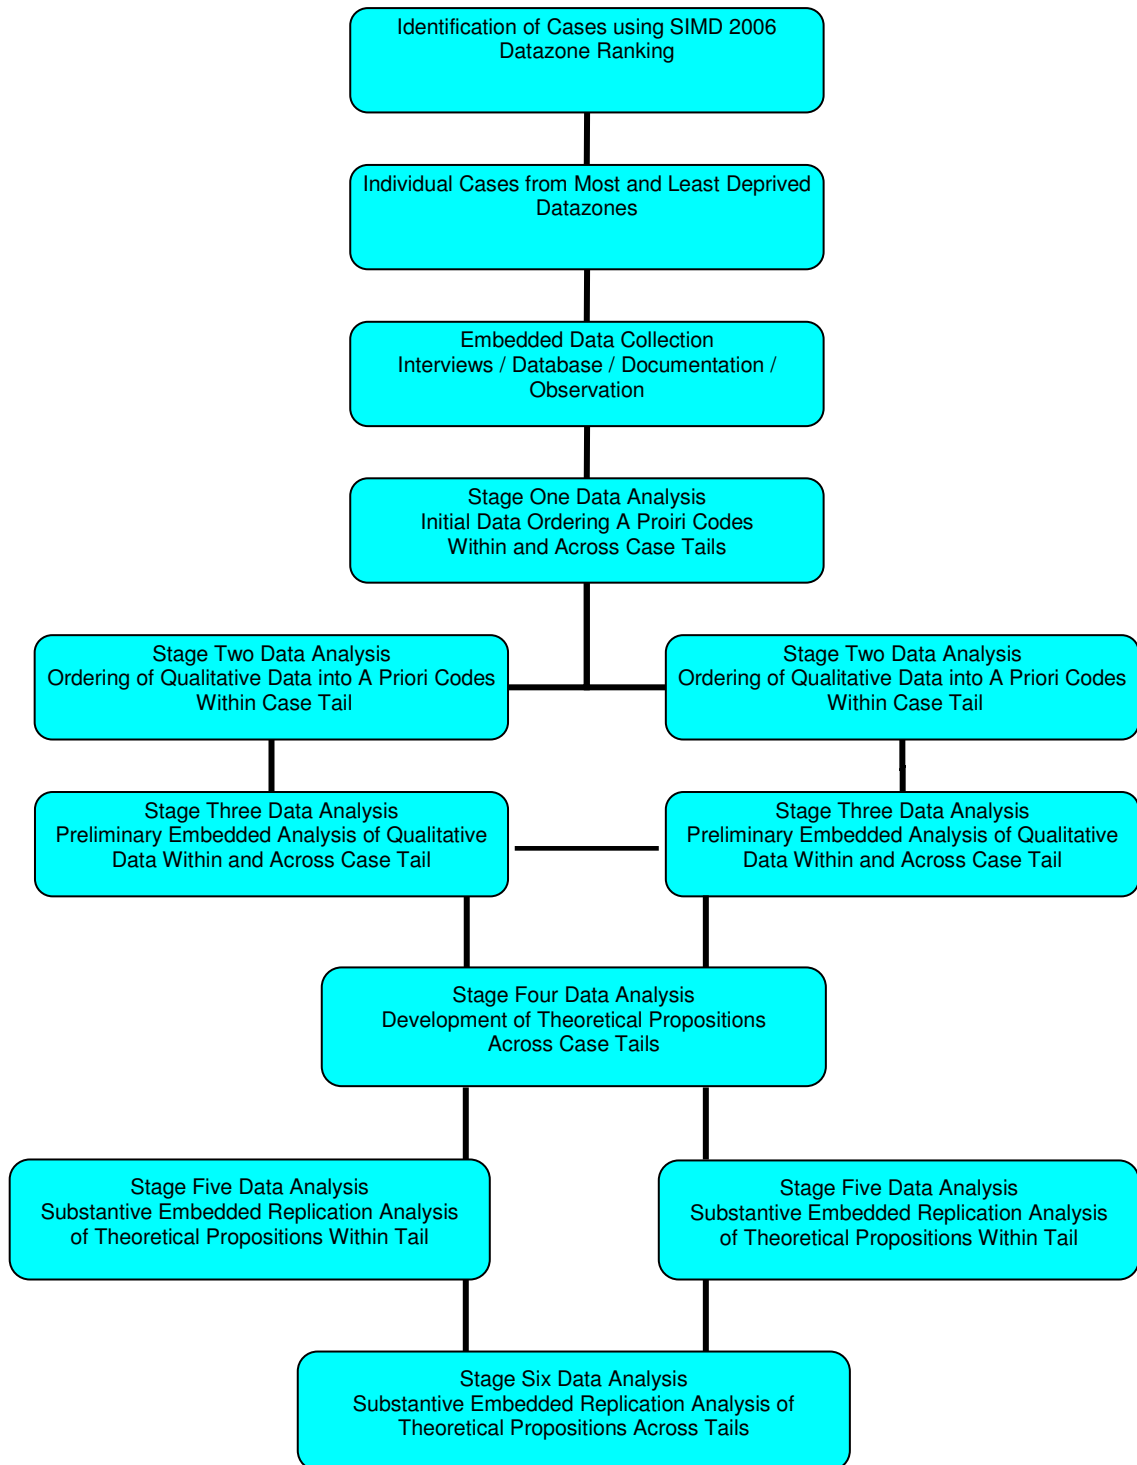 Identification of Cases using SIMD 2006
Datazone Ranking
Individual Cases from Most and Least Deprived
Datazones
Embedded Data Collection
Interviews / Database / Documentation /
Observation
Stage One Data Analysis
Initial Data Ordering A Proiri Codes
Within and Across Case Tails
Stage Two Data Analysis
Ordering of Qualitative Data into A Priori Codes
Within Case Tail
Stage Two Data Analysis
Ordering of Qualitative Data into A Priori Codes
Within Case Tail
Stage Three Data Analysis
Preliminary Embedded Analysis of Qualitative
Data Within and Across Case Tail
Stage Three Data Analysis
Preliminary Embedded Analysis of Qualitative
Data Within and Across Case Tail
Stage Four Data Analysis
Development of Theoretical Propositions
Across Case Tails
Stage Five Data Analysis
Substantive Embedded Replication Analysis
of Theoretical Propositions Within Tail
Stage Five Data Analysis
Substantive Embedded Replication Analysis
of Theoretical Propositions Within Tail
Stage Six Data Analysis
Substantive Embedded Replication Analysis of
Theoretical Propositions Across Tails